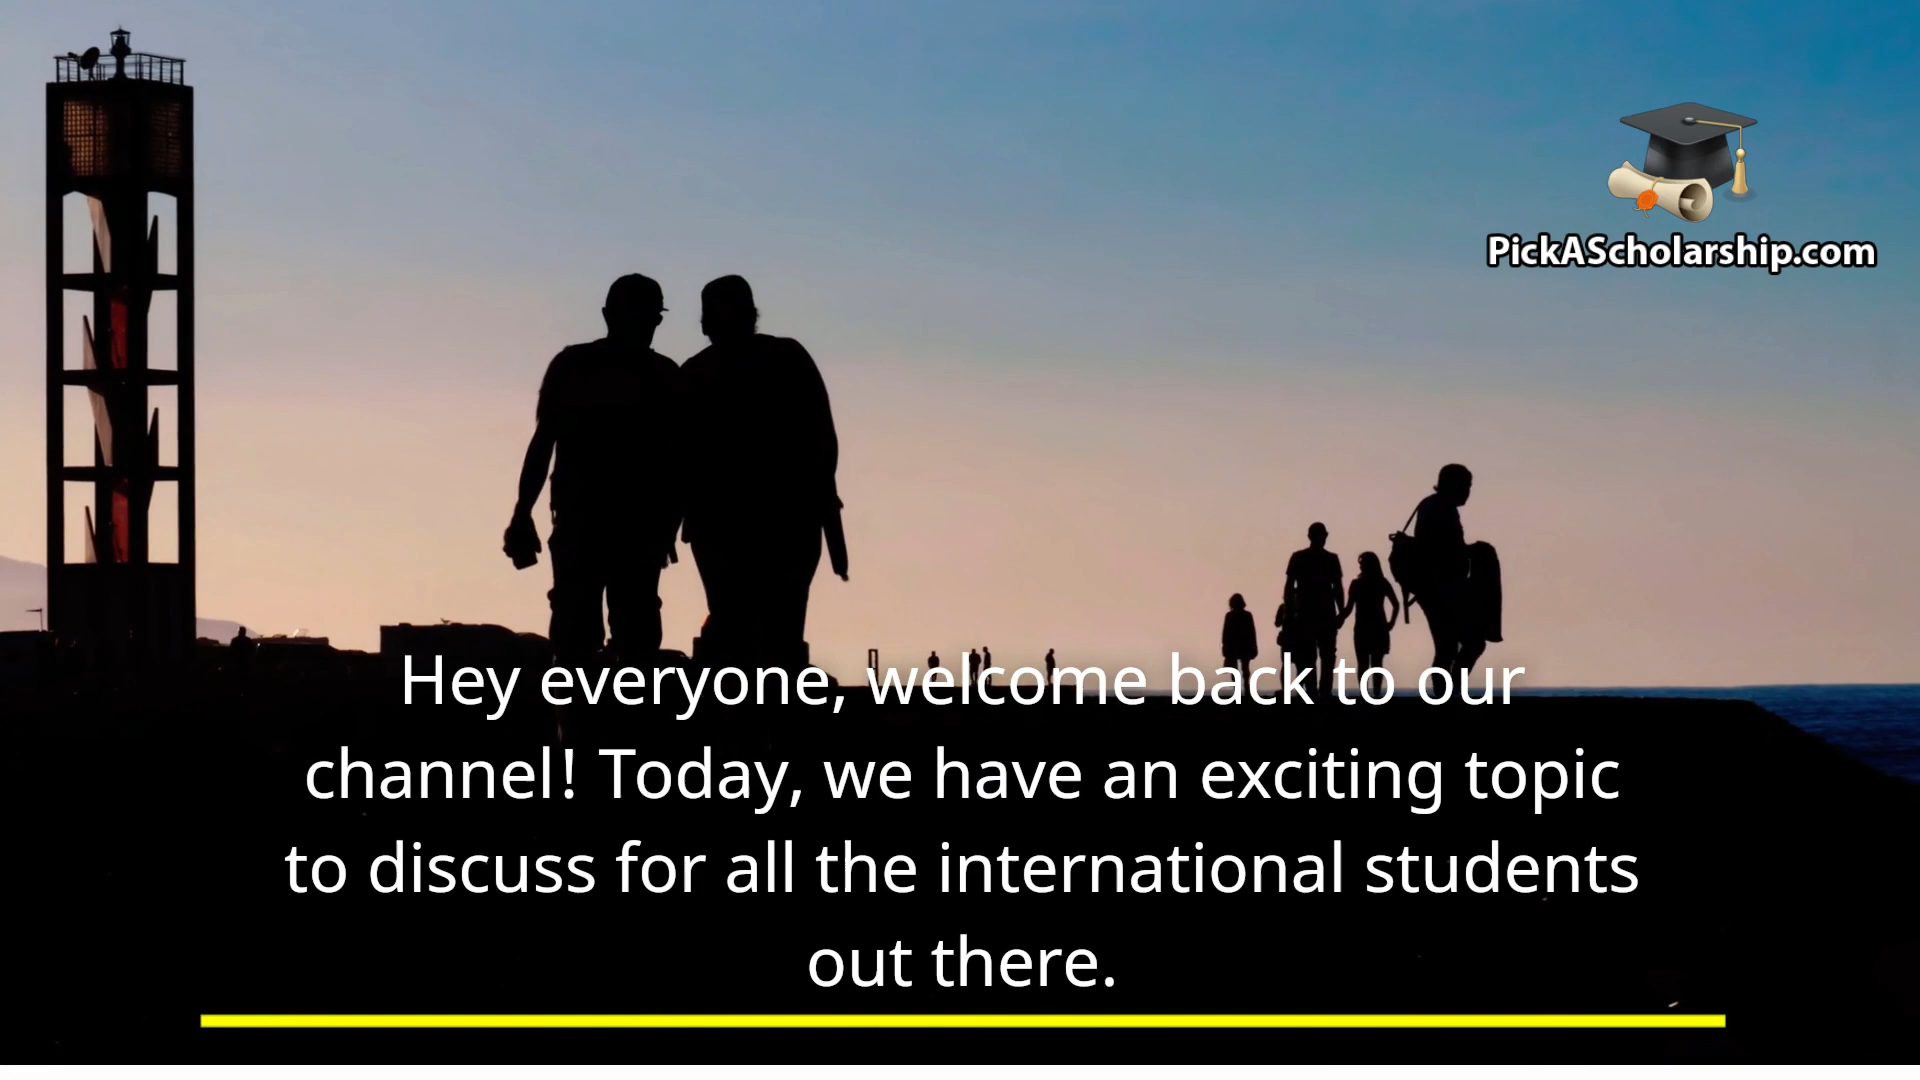 PickAScholarship.com
Hey everyone, welcome back to our
channel! Today, we have an exciting topic
to discuss for all the international students
out there.